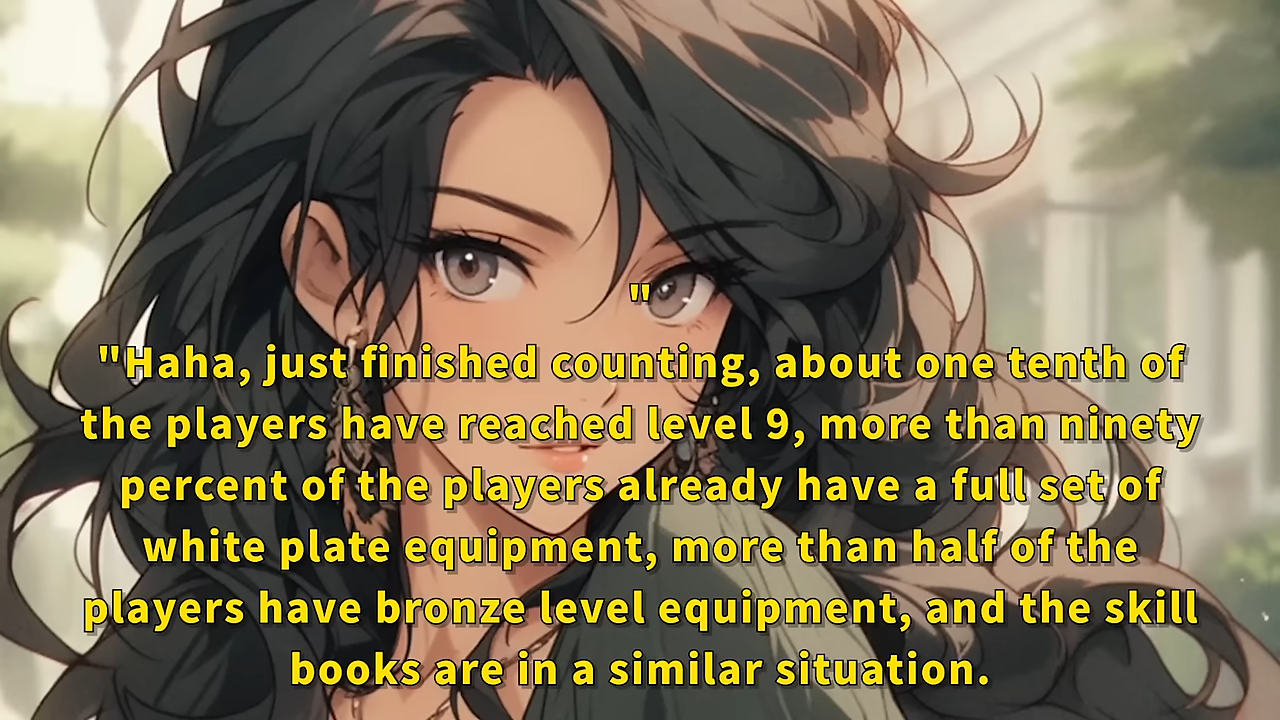 "
"Haha, just finished counting, about one tenth of
the players have reached level 9, more than ninety
percent of the players already have a full set of
white plate equipment, more than half of the
players have bronze level equipment, and the skill
books are in a similar situation.